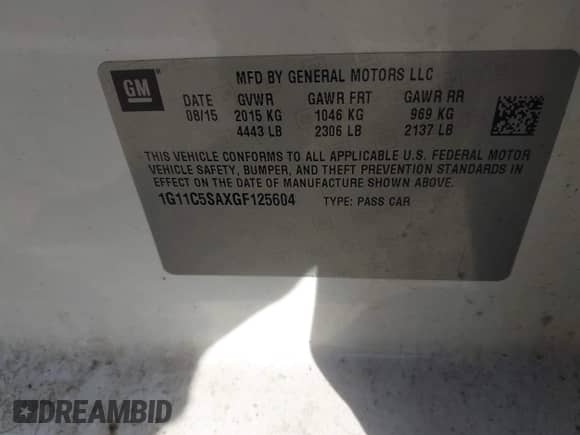 GM
MFD BY GENERAL MOTORS LLC
DATE GVWR GAWR FRT GAWR RR
08/15 2015 KG 1046 KG 969 KG
4443 LB 2306 LB 2137 LB
THIS VEHICLE CONFORMS TO ALL APPLICABLE U.S. FEDERAL MOTOR
VEHICLE SAFETY, BUMPER, AND THEFT PREVENTION STANDARDS IN
EFFECT ON THE DATE OF MANUFACTURE SHOWN ABOVE.
1G11C5SAXGF125604 TYPE: PASS CAR
DREAMBID